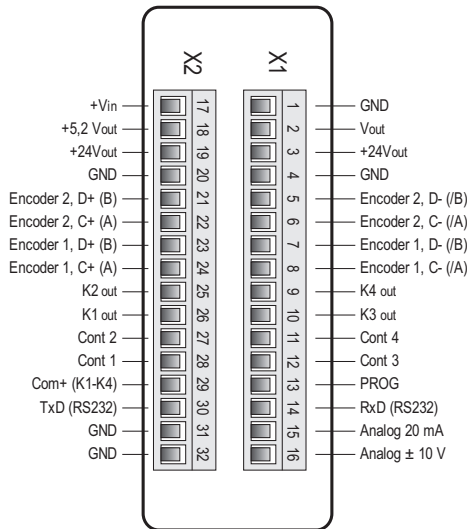 X2 X1
+Vin 17 1 GND
+5,2 Vout 18 2 Vout
+24Vout 19 3 +24Vout
GND 20 4 GND
Encoder 2, D+ (B) 21 5 Encoder 2, D- (/B)
Encoder 2, C+ (A) 22 6 Encoder 2, C- (/A)
Encoder 1, D+ (B) 23 7 Encoder 1, D- (/B)
Encoder 1, C+ (A) 24 8 Encoder 1, C- (/A)
K2 out 25 9 K4 out
K1 out 26 10 K3 out
Cont 2 27 11 Cont 4
Cont 1 28 12 Cont 3
Com+ (K1-K4) 29 13 PROG
TxD (RS232) 30 14 RxD (RS232)
GND 31 15 Analog 20 mA
GND 32 16 Analog ± 10 V